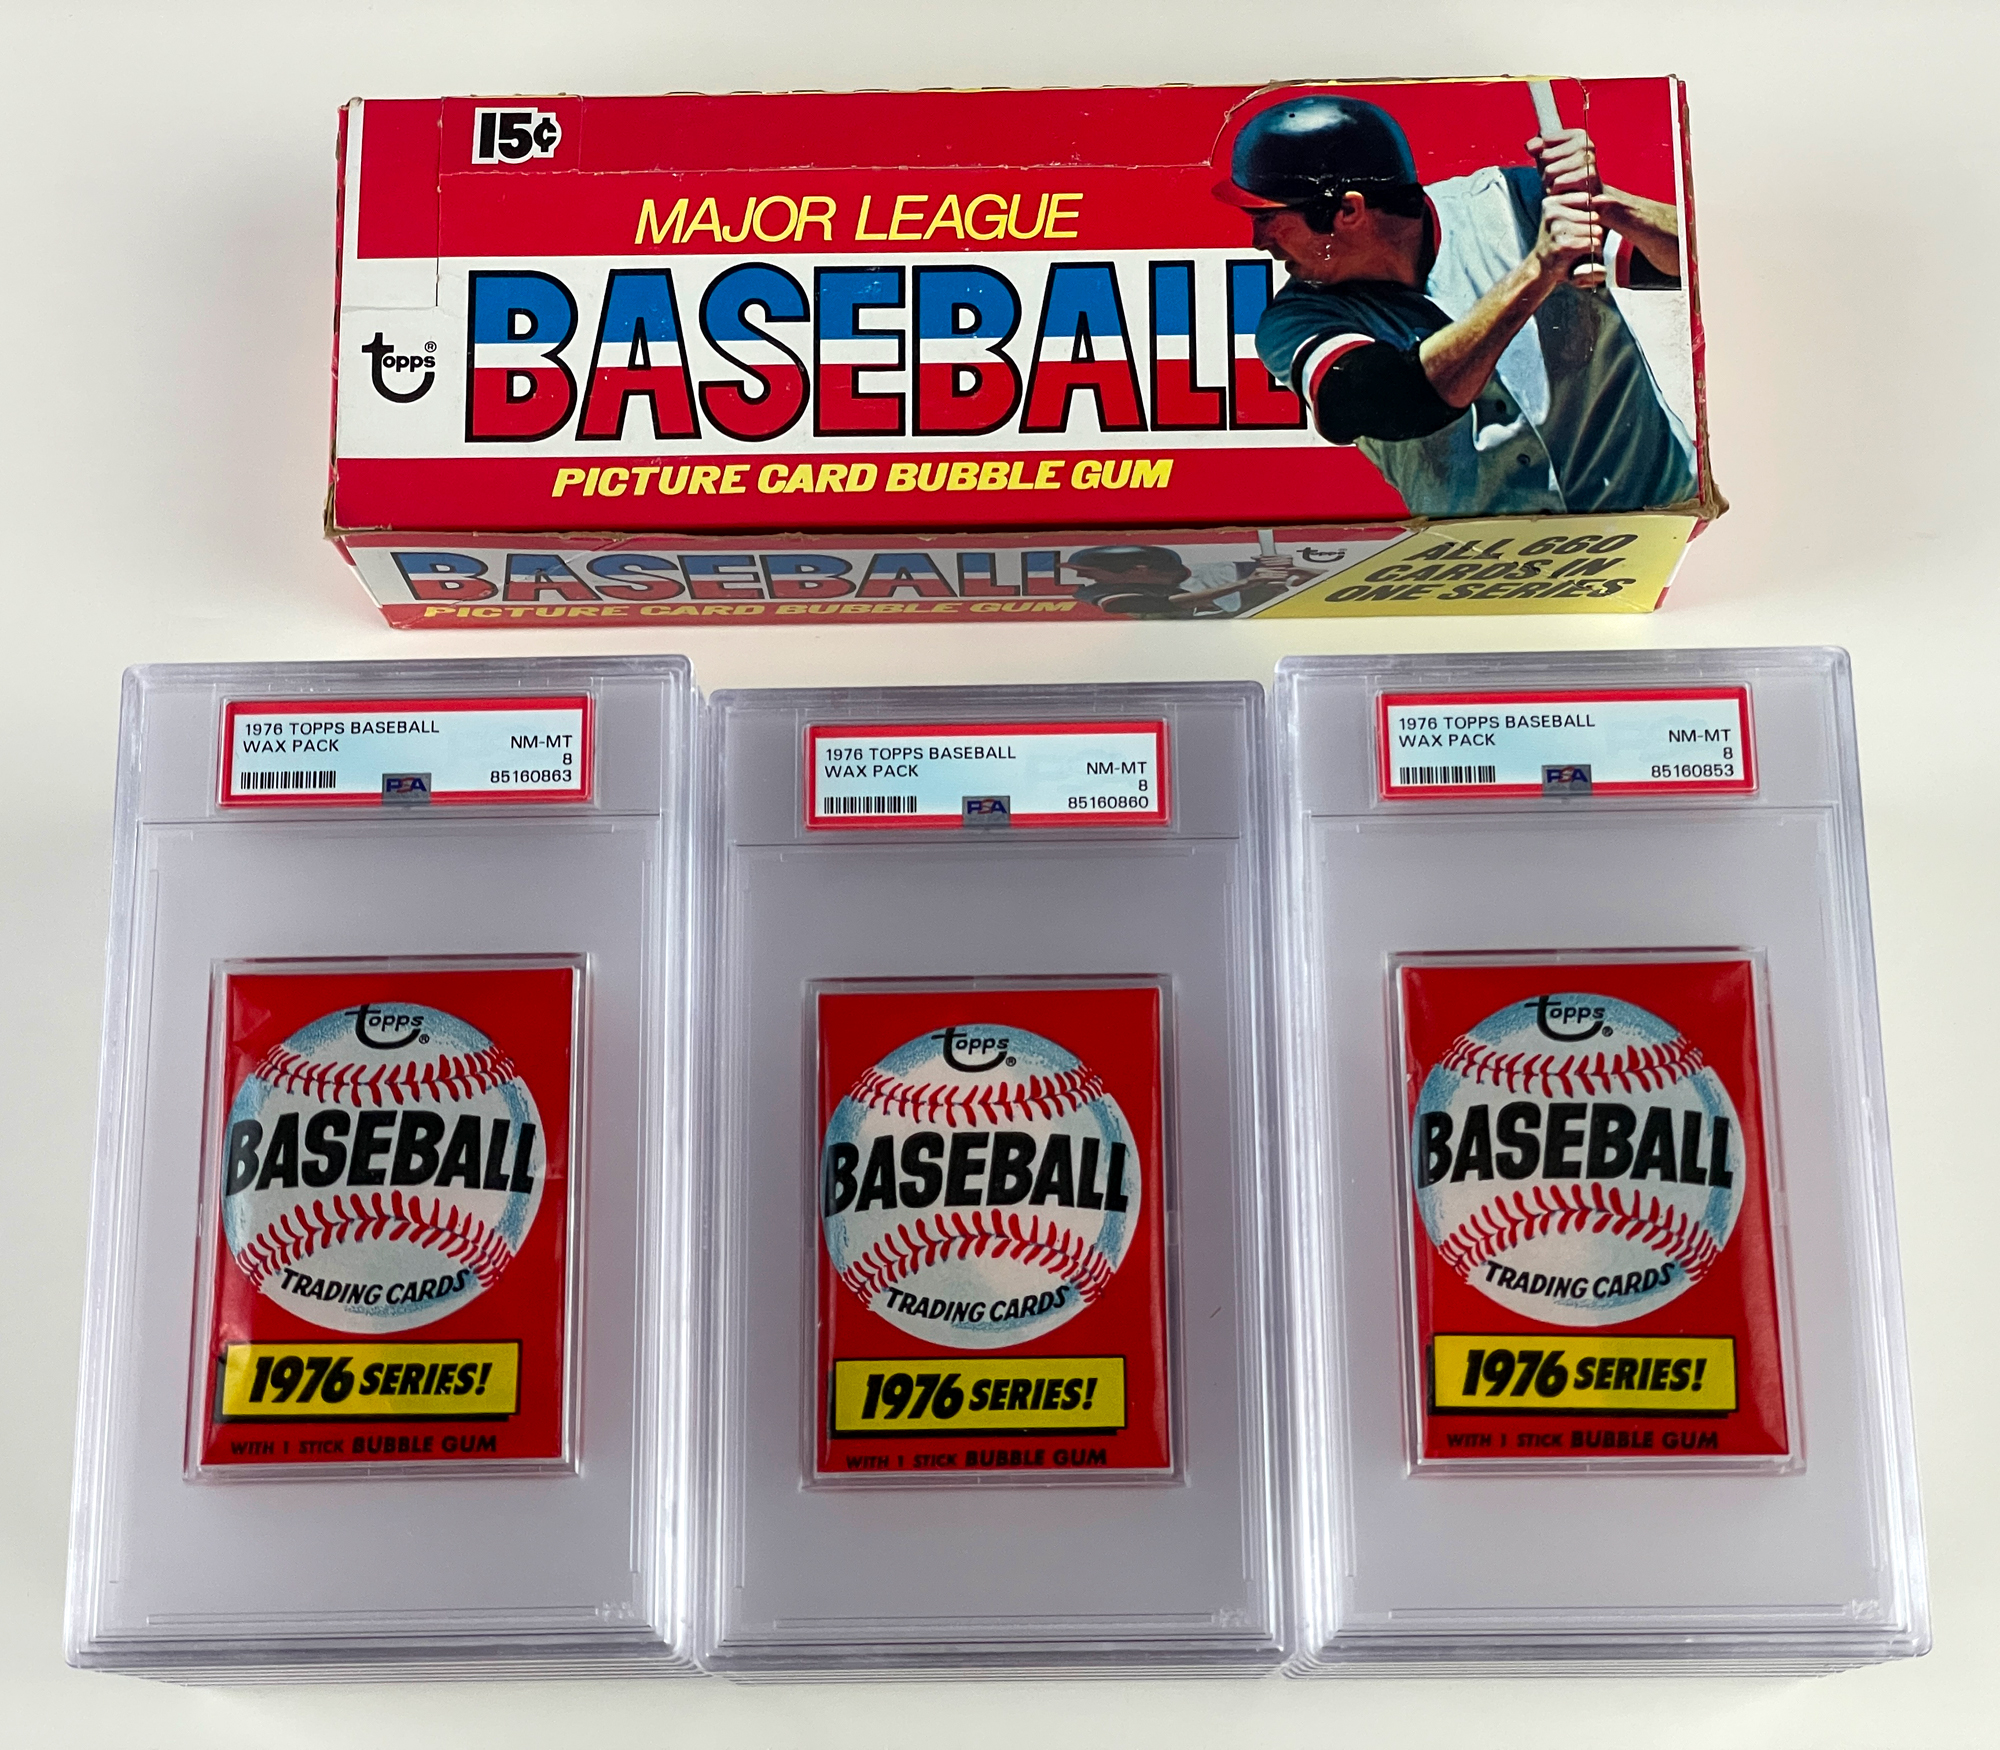 15¢
MAJOR LEAGUE
BASEBALL
topps®
PICTURE CARD BUBBLE GUM
BASEBALL
PICTURE CARD BUBBLE GUM
topps
ALL 660
CARDS IN
ONE SERIES
1976 TOPPS BASEBALL
WAX PACK
NM-MT
8
PSA
85160863
topps®
BASEBALL
TRADING CARDS
1976 SERIES!
WITH 1 STICK BUBBLE GUM
1976 TOPPS BASEBALL
WAX PACK
NM-MT
8
PSA
85160860
topps®
BASEBALL
TRADING CARDS
1976 SERIES!
WITH 1 STICK BUBBLE GUM
1976 TOPPS BASEBALL
WAX PACK
NM-MT
8
PSA
85160853
topps®
BASEBALL
TRADING CARDS
1976 SERIES!
WITH 1 STICK BUBBLE GUM